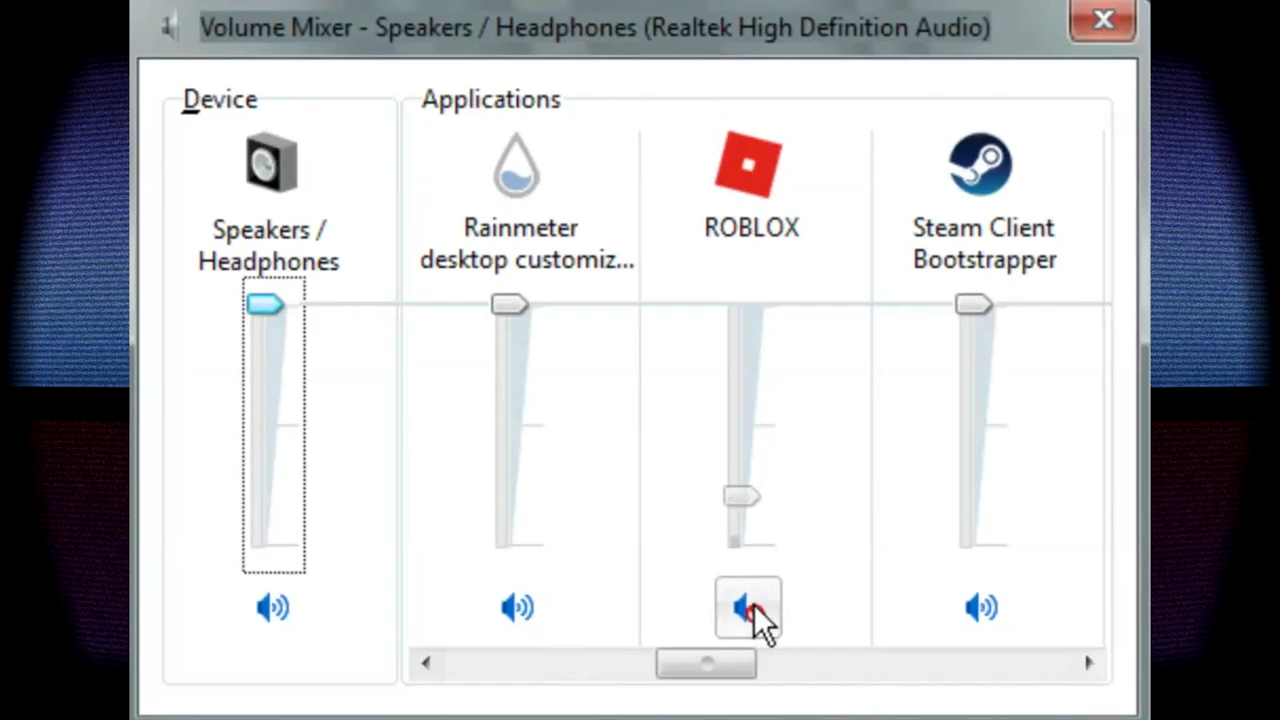 Volume Mixer - Speakers / Headphones (Realtek High Definition Audio)
Device
Applications
Speakers /
Headphones
Rainmeter
desktop customiz...
ROBLOX
Steam Client
Bootstrapper